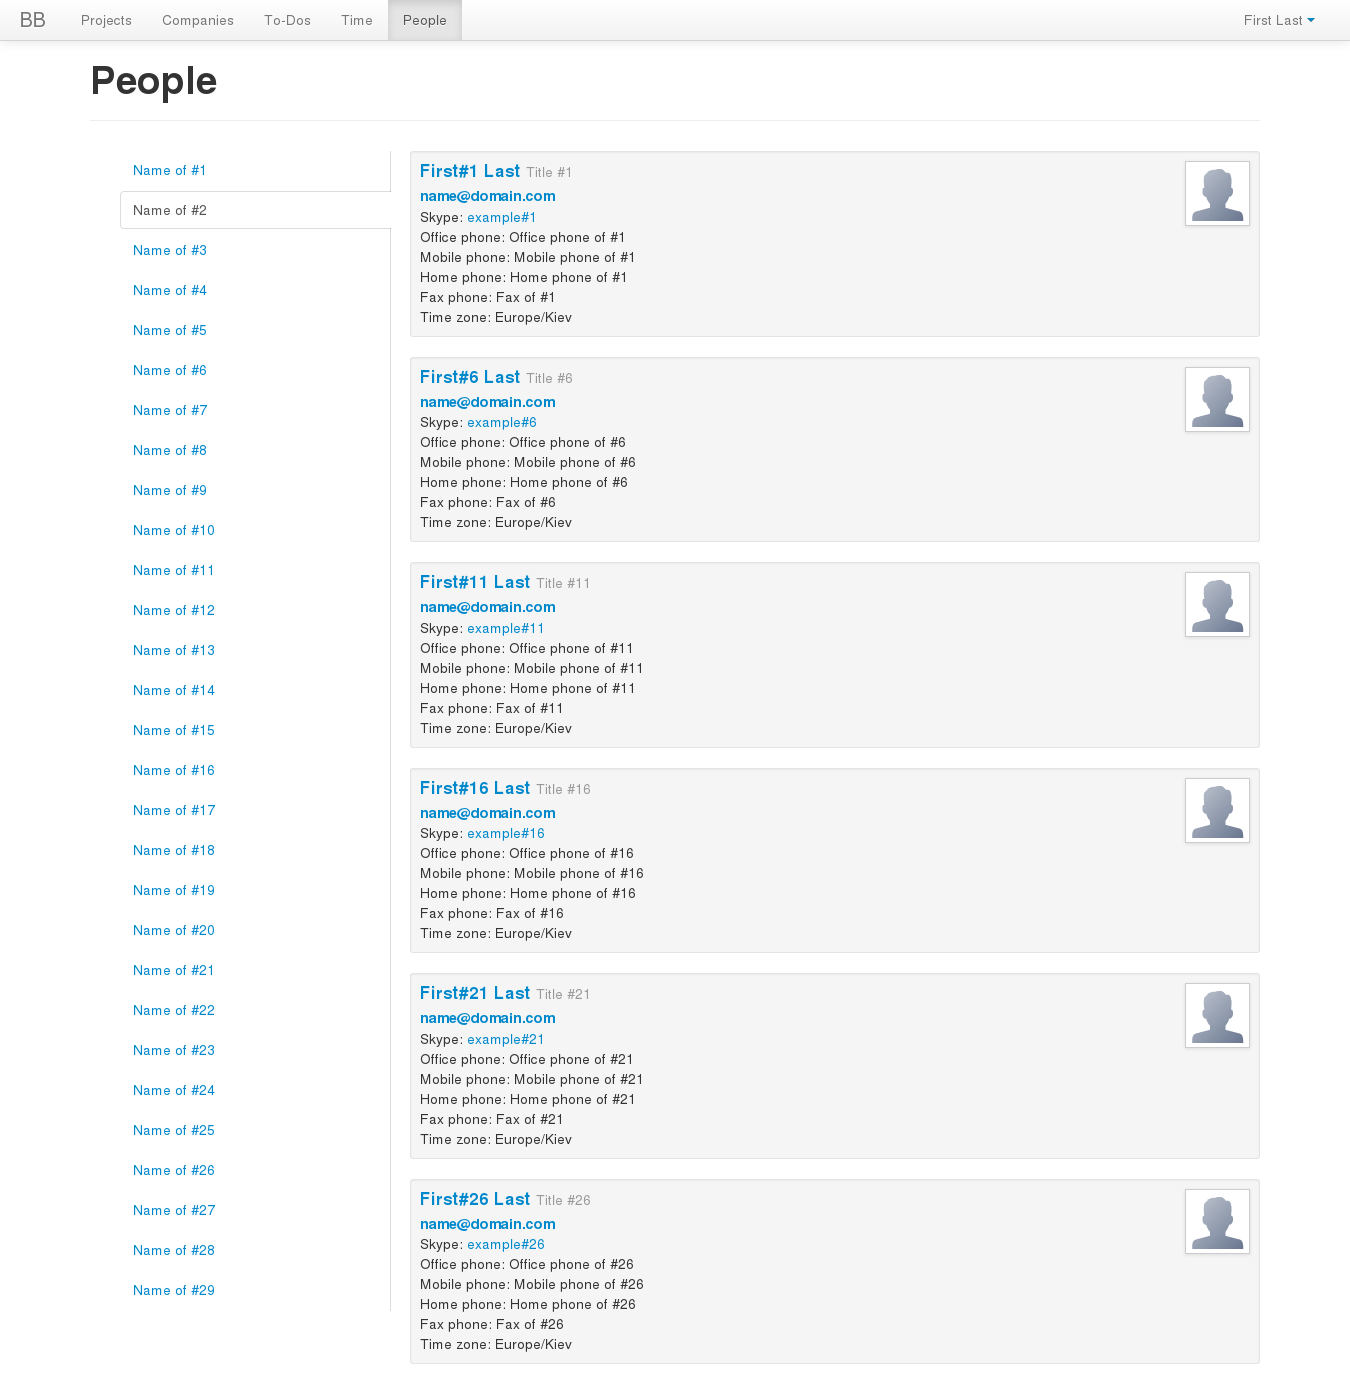 BB Projects Companies To-Dos Time People First Last
People
Name of #1
Name of #2
Name of #3
Name of #4
Name of #5
Name of #6
Name of #7
Name of #8
Name of #9
Name of #10
Name of #11
Name of #12
Name of #13
Name of #14
Name of #15
Name of #16
Name of #17
Name of #18
Name of #19
Name of #20
Name of #21
Name of #22
Name of #23
Name of #24
Name of #25
Name of #26
Name of #27
Name of #28
Name of #29
First#1 Last Title #1
name@domain.com
Skype: example#1
Office phone: Office phone of #1
Mobile phone: Mobile phone of #1
Home phone: Home phone of #1
Fax phone: Fax of #1
Time zone: Europe/Kiev
First#6 Last Title #6
name@domain.com
Skype: example#6
Office phone: Office phone of #6
Mobile phone: Mobile phone of #6
Home phone: Home phone of #6
Fax phone: Fax of #6
Time zone: Europe/Kiev
First#11 Last Title #11
name@domain.com
Skype: example#11
Office phone: Office phone of #11
Mobile phone: Mobile phone of #11
Home phone: Home phone of #11
Fax phone: Fax of #11
Time zone: Europe/Kiev
First#16 Last Title #16
name@domain.com
Skype: example#16
Office phone: Office phone of #16
Mobile phone: Mobile phone of #16
Home phone: Home phone of #16
Fax phone: Fax of #16
Time zone: Europe/Kiev
First#21 Last Title #21
name@domain.com
Skype: example#21
Office phone: Office phone of #21
Mobile phone: Mobile phone of #21
Home phone: Home phone of #21
Fax phone: Fax of #21
Time zone: Europe/Kiev
First#26 Last Title #26
name@domain.com
Skype: example#26
Office phone: Office phone of #26
Mobile phone: Mobile phone of #26
Home phone: Home phone of #26
Fax phone: Fax of #26
Time zone: Europe/Kiev